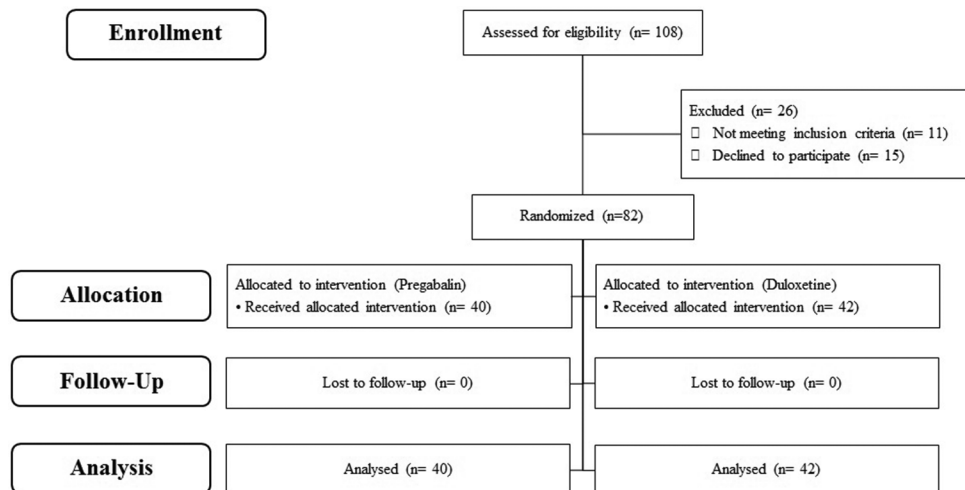 Enrollment
Assessed for eligibility (n= 108)
Excluded (n= 26)
▯ Not meeting inclusion criteria (n= 11)
▯ Declined to participate (n= 15)
Randomized (n=82)
Allocation
Allocated to intervention (Pregabalin)
• Received allocated intervention (n= 40)
Allocated to intervention (Duloxetine)
• Received allocated intervention (n= 42)
Follow-Up
Lost to follow-up (n= 0)
Lost to follow-up (n= 0)
Analysis
Analysed (n= 40)
Analysed (n= 42)